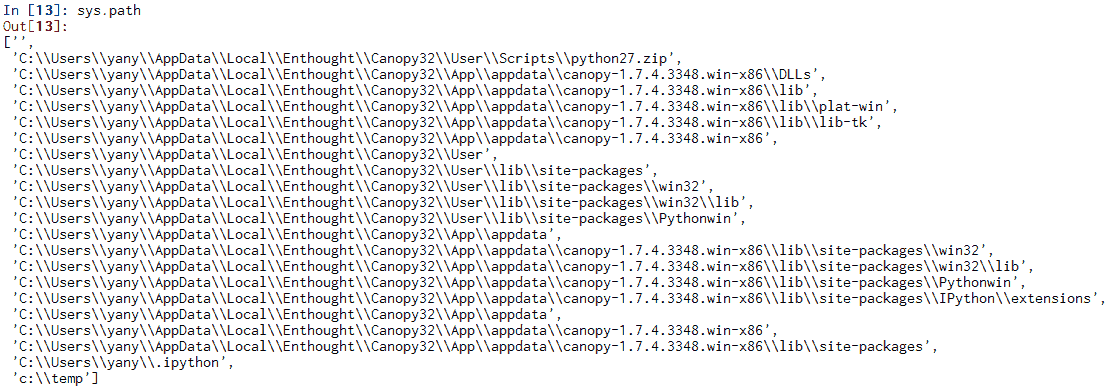 In [13]: sys.path
Out[13]:
['',
'C:\\Users\\yany\\AppData\\Local\\Enthought\\Canopy32\\User\\Scripts\\python27.zip',
'C:\\Users\\yany\\AppData\\Local\\Enthought\\Canopy32\\App\\appdata\\canopy-1.7.4.3348.win-x86\\DLLs',
'C:\\Users\\yany\\AppData\\Local\\Enthought\\Canopy32\\App\\appdata\\canopy-1.7.4.3348.win-x86\\lib',
'C:\\Users\\yany\\AppData\\Local\\Enthought\\Canopy32\\App\\appdata\\canopy-1.7.4.3348.win-x86\\lib\\plat-win',
'C:\\Users\\yany\\AppData\\Local\\Enthought\\Canopy32\\App\\appdata\\canopy-1.7.4.3348.win-x86\\lib\\lib-tk',
'C:\\Users\\yany\\AppData\\Local\\Enthought\\Canopy32\\App\\appdata\\canopy-1.7.4.3348.win-x86',
'C:\\Users\\yany\\AppData\\Local\\Enthought\\Canopy32\\User',
'C:\\Users\\yany\\AppData\\Local\\Enthought\\Canopy32\\User\\lib\\site-packages',
'C:\\Users\\yany\\AppData\\Local\\Enthought\\Canopy32\\User\\lib\\site-packages\\win32',
'C:\\Users\\yany\\AppData\\Local\\Enthought\\Canopy32\\User\\lib\\site-packages\\win32\\lib',
'C:\\Users\\yany\\AppData\\Local\\Enthought\\Canopy32\\User\\lib\\site-packages\\Pythonwin',
'C:\\Users\\yany\\AppData\\Local\\Enthought\\Canopy32\\App\\appdata',
'C:\\Users\\yany\\AppData\\Local\\Enthought\\Canopy32\\App\\appdata\\canopy-1.7.4.3348.win-x86\\lib\\site-packages\\win32',
'C:\\Users\\yany\\AppData\\Local\\Enthought\\Canopy32\\App\\appdata\\canopy-1.7.4.3348.win-x86\\lib\\site-packages\\win32\\lib',
'C:\\Users\\yany\\AppData\\Local\\Enthought\\Canopy32\\App\\appdata\\canopy-1.7.4.3348.win-x86\\lib\\site-packages\\Pythonwin',
'C:\\Users\\yany\\AppData\\Local\\Enthought\\Canopy32\\App\\appdata\\canopy-1.7.4.3348.win-x86\\lib\\site-packages\\IPython\\extensions',
'C:\\Users\\yany\\AppData\\Local\\Enthought\\Canopy32\\App\\appdata',
'C:\\Users\\yany\\AppData\\Local\\Enthought\\Canopy32\\App\\appdata\\canopy-1.7.4.3348.win-x86',
'C:\\Users\\yany\\AppData\\Local\\Enthought\\Canopy32\\App\\appdata\\canopy-1.7.4.3348.win-x86\\lib\\site-packages',
'C:\\Users\\yany\\.ipython',
'c:\\temp']